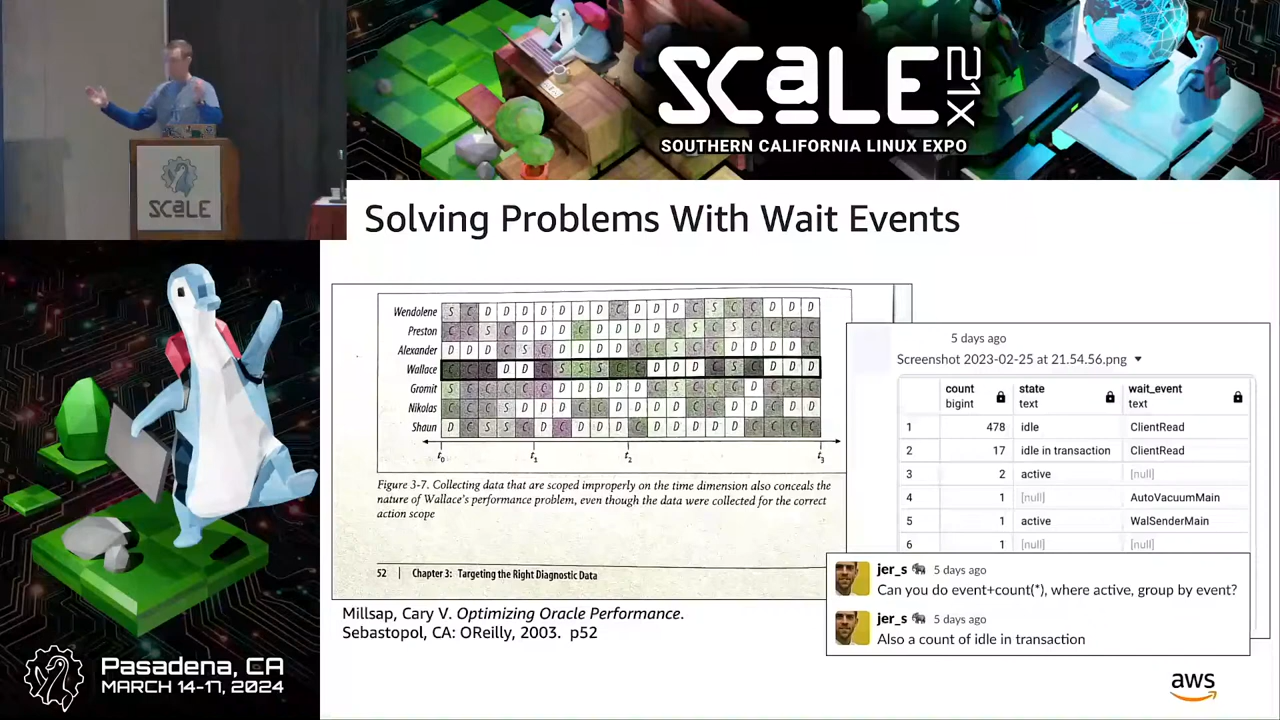 SCALE
SCALE 21X
SOUTHERN CALIFORNIA LINUX EXPO
Solving Problems With Wait Events
Wendolene
Preston
Alexander
Wallace
Gromit
Nikolas
Shaun
t0 t1 t2 t3
Figure 3-7. Collecting data that are scoped improperly on the time dimension also conceals the
nature of Wallace's performance problem, even though the data were collected for the correct
action scope
52 | Chapter 3: Targeting the Right Diagnostic Data
Millsap, Cary V. Optimizing Oracle Performance.
Sebastopol, CA: OReilly, 2003. p52
5 days ago
Screenshot 2023-02-25 at 21.54.56.png
count bigint state text wait_event text
1 478 idle ClientRead
2 17 idle in transaction ClientRead
3 2 active [null]
4 1 [null] AutoVacuumMain
5 1 active WalSenderMain
6 1 [null] [null]
jer_s 5 days ago
Can you do event+count(*), where active, group by event?
jer_s 5 days ago
Also a count of idle in transaction
aws
Pasadena, CA
MARCH 14-17, 2024